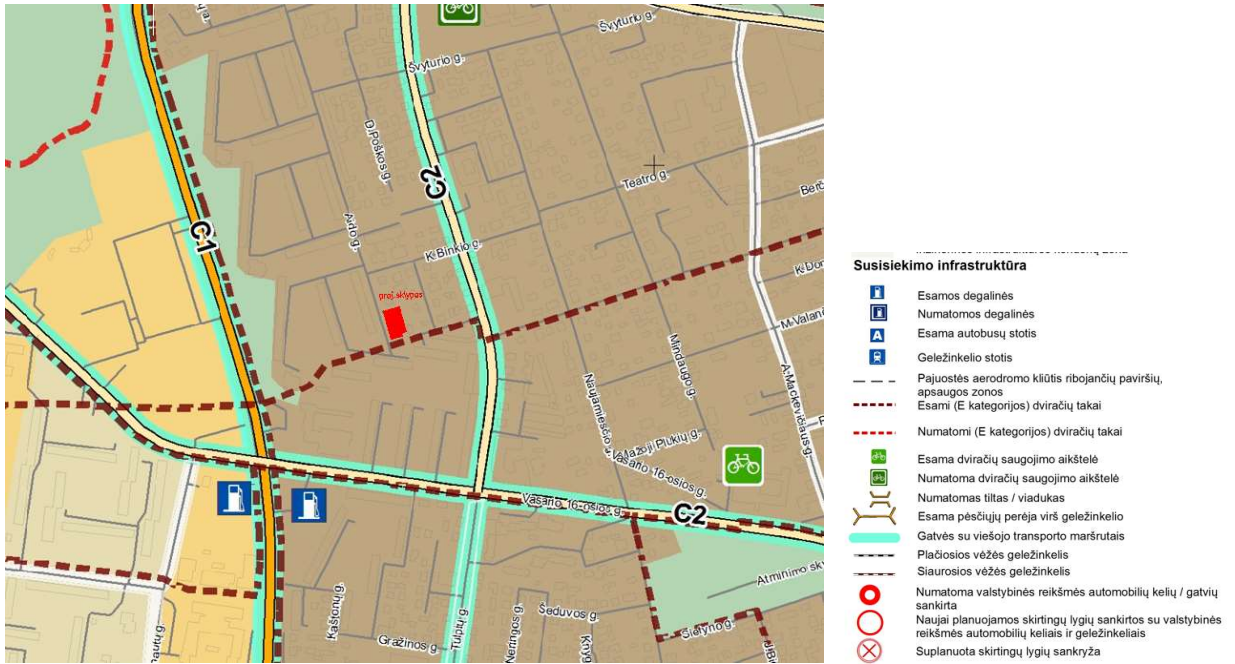 Švyturio g.
Švyturio g.
D.Poškos g.
C2
Teatro g.
Aido g.
C1
K.Binkio g.
proj.sklypas
M.Valanč
Mindaugo g.
A.Mackevičiaus g.
Naujamiesčio g.
Mažoji Plukių g.
Vasario 16-osios g.
Vasario 16-osios g.
C2
Atminimo sk
Kaštonų g.
Šeduvos g.
Sietyno g.
Gražinos g.
Tulpių g.
Neringos g.
Susisiekimo infrastruktūra
Esamos degalinės
Numatomos degalinės
A
Esama autobusų stotis
Geležinkelio stotis
Pajuostės aerodromo kliūtis ribojančių paviršių,
apsaugos zonos
Esami (E kategorijos) dviračių takai
Numatomi (E kategorijos) dviračių takai
Esama dviračių saugojimo aikštelė
Numatoma dviračių saugojimo aikštelė
Numatomas tiltas / viadukas
Esama pėsčiųjų perėja virš geležinkelio
Gatvės su viešojo transporto maršrutais
Plačiosios vėžės geležinkelis
Siaurosios vėžės geležinkelis
Numatoma valstybinės reikšmės automobilių kelių / gatvių
sankirta
Naujai planuojamos skirtingų lygių sankirtos su valstybinės
reikšmės automobilių keliais ir geležinkeliais
Suplanuota skirtingų lygių sankryža